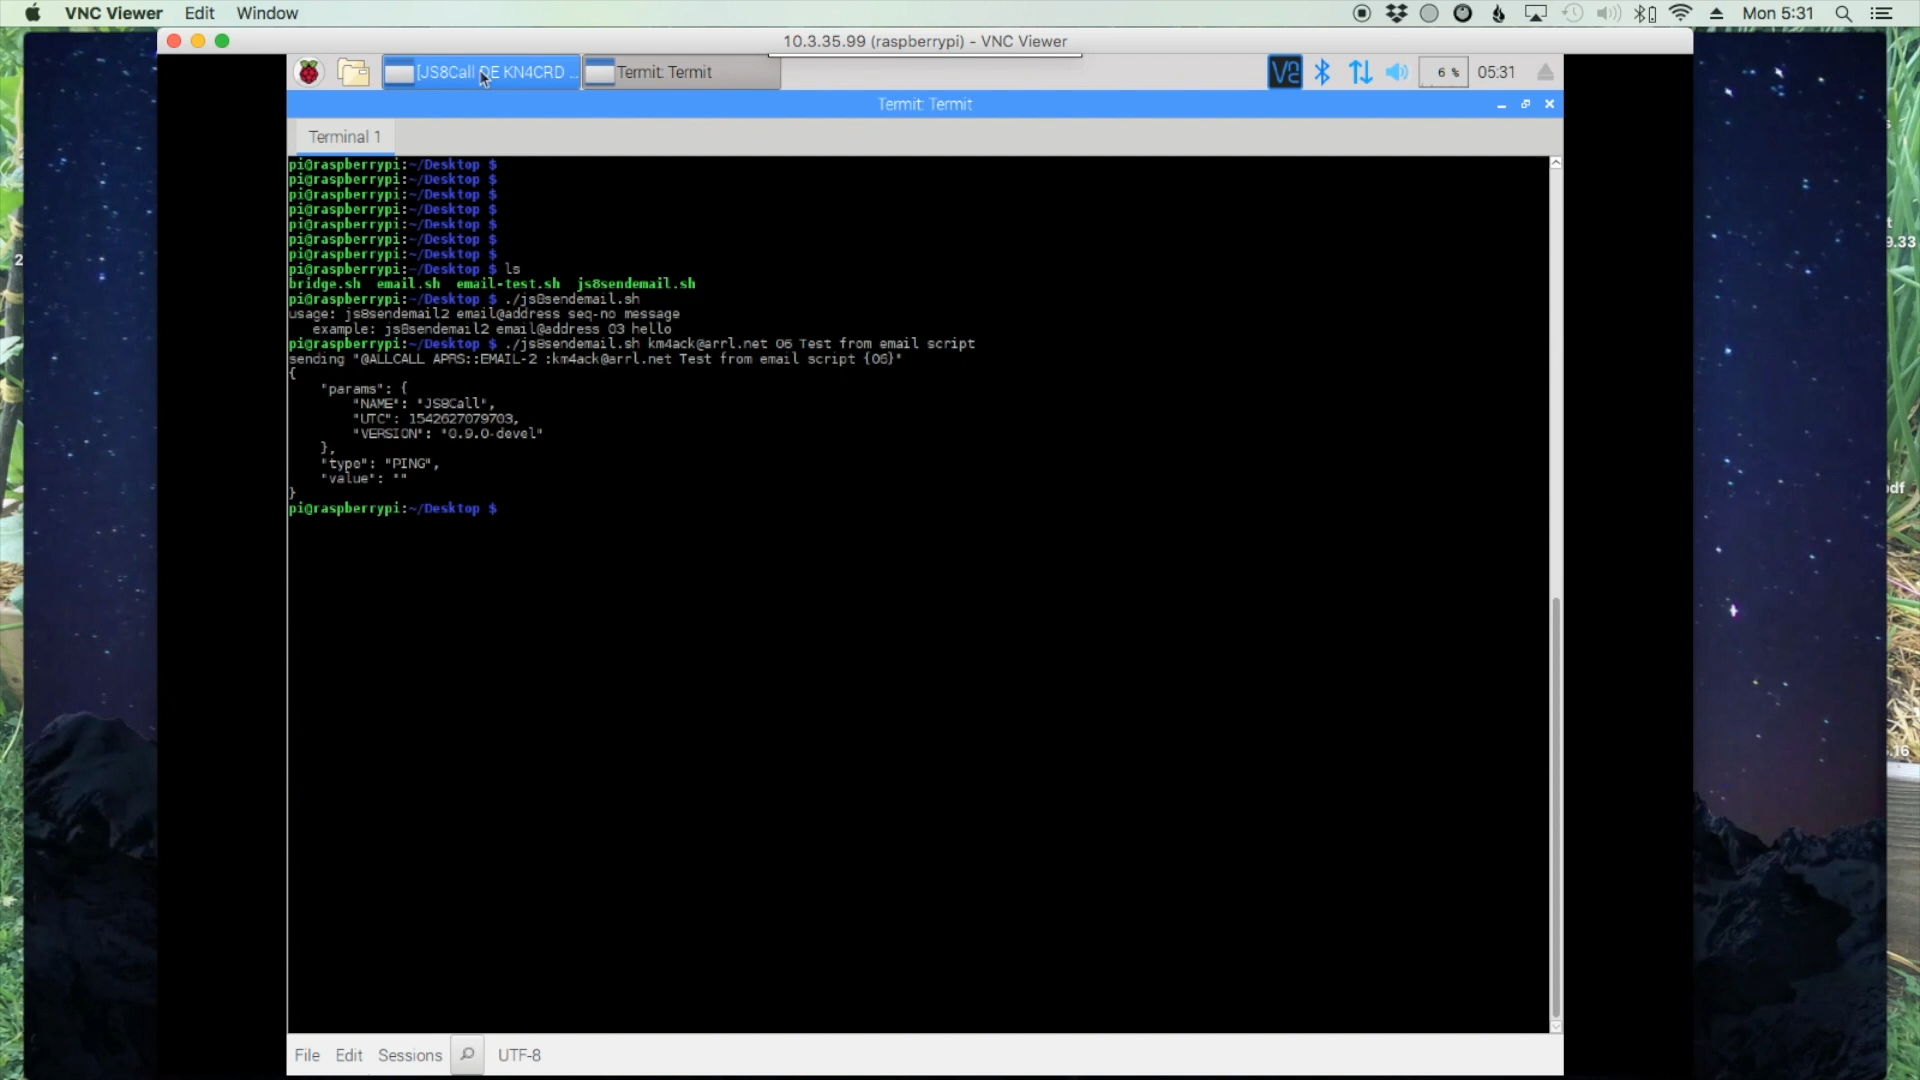 VNC Viewer Edit Window Mon 5:31
10.3.35.99 (raspberrypi) - VNC Viewer
[JS8Call DE KN4CRD ... Termit: Termit 6 % 05:31
Termit: Termit
Terminal 1
pi@raspberrypi:~/Desktop $
pi@raspberrypi:~/Desktop $
pi@raspberrypi:~/Desktop $
pi@raspberrypi:~/Desktop $
pi@raspberrypi:~/Desktop $
pi@raspberrypi:~/Desktop $
pi@raspberrypi:~/Desktop $
pi@raspberrypi:~/Desktop $ ls
bridge.sh email.sh email-test.sh js8sendemail.sh
pi@raspberrypi:~/Desktop $ ./js8sendemail.sh
usage: js8sendemail2 email@address seq-no message
example: js8sendemail2 email@address 03 hello
pi@raspberrypi:~/Desktop $ ./js8sendemail.sh km4ack@arrl.net 06 Test from email script
sending "@ALLCALL APRS::EMAIL-2 :km4ack@arrl.net Test from email script {06}"
{
"params": {
"NAME": "JS8Call",
"UTC": 1542627079703,
"VERSION": "0.9.0-devel"
},
"type": "PING",
"value": ""
}
pi@raspberrypi:~/Desktop $
File Edit Sessions UTF-8